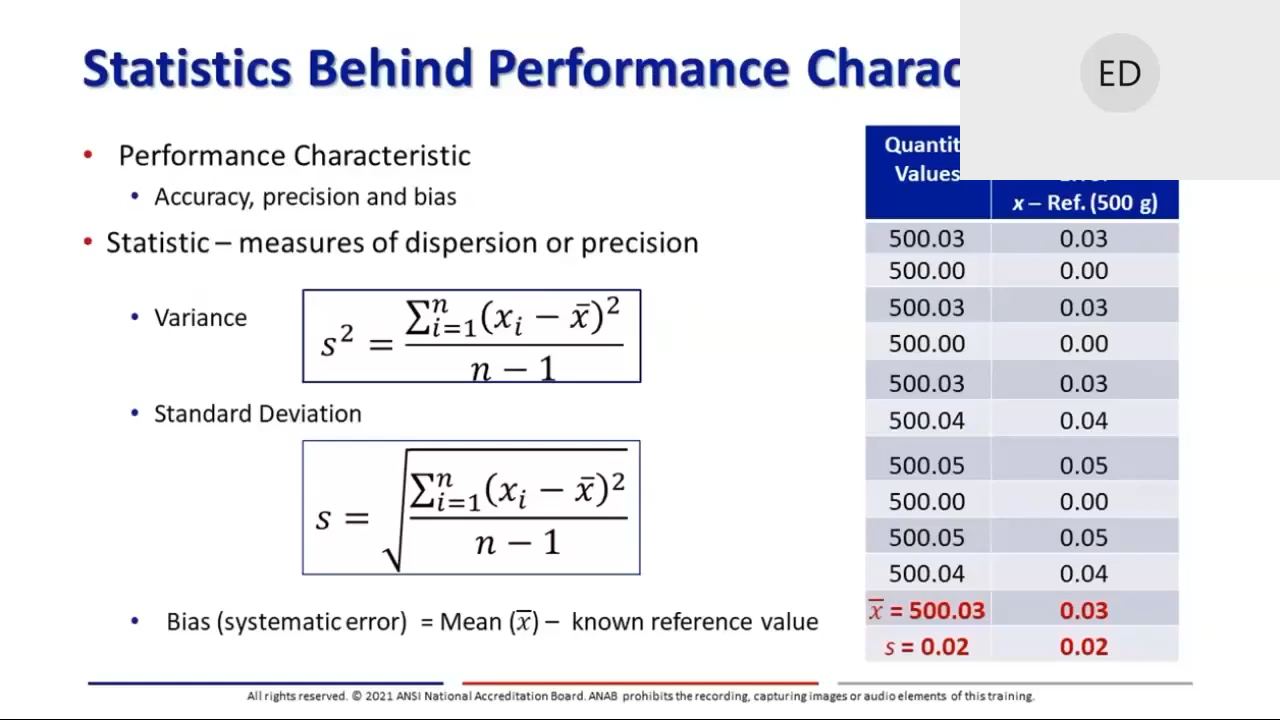 Statistics Behind Performance
ED
• Performance Characteristic
• Accuracy, precision and bias
• Statistic – measures of dispersion or precision
• Variance
s² = ∑ⁿᵢ₌₁(xᵢ − x̄)² / n − 1
• Standard Deviation
s = √(∑ⁿᵢ₌₁(xᵢ − x̄)² / n − 1)
• Bias (systematic error) = Mean (x̄) – known reference value
Values
x – Ref. (500 g)
500.03 0.03
500.00 0.00
500.03 0.03
500.00 0.00
500.03 0.03
500.04 0.04
500.05 0.05
500.00 0.00
500.05 0.05
500.04 0.04
x̄ = 500.03 0.03
s = 0.02 0.02
All rights reserved. © 2021 ANSI National Accreditation Board. ANAB prohibits the recording, capturing images or audio elements of this training.